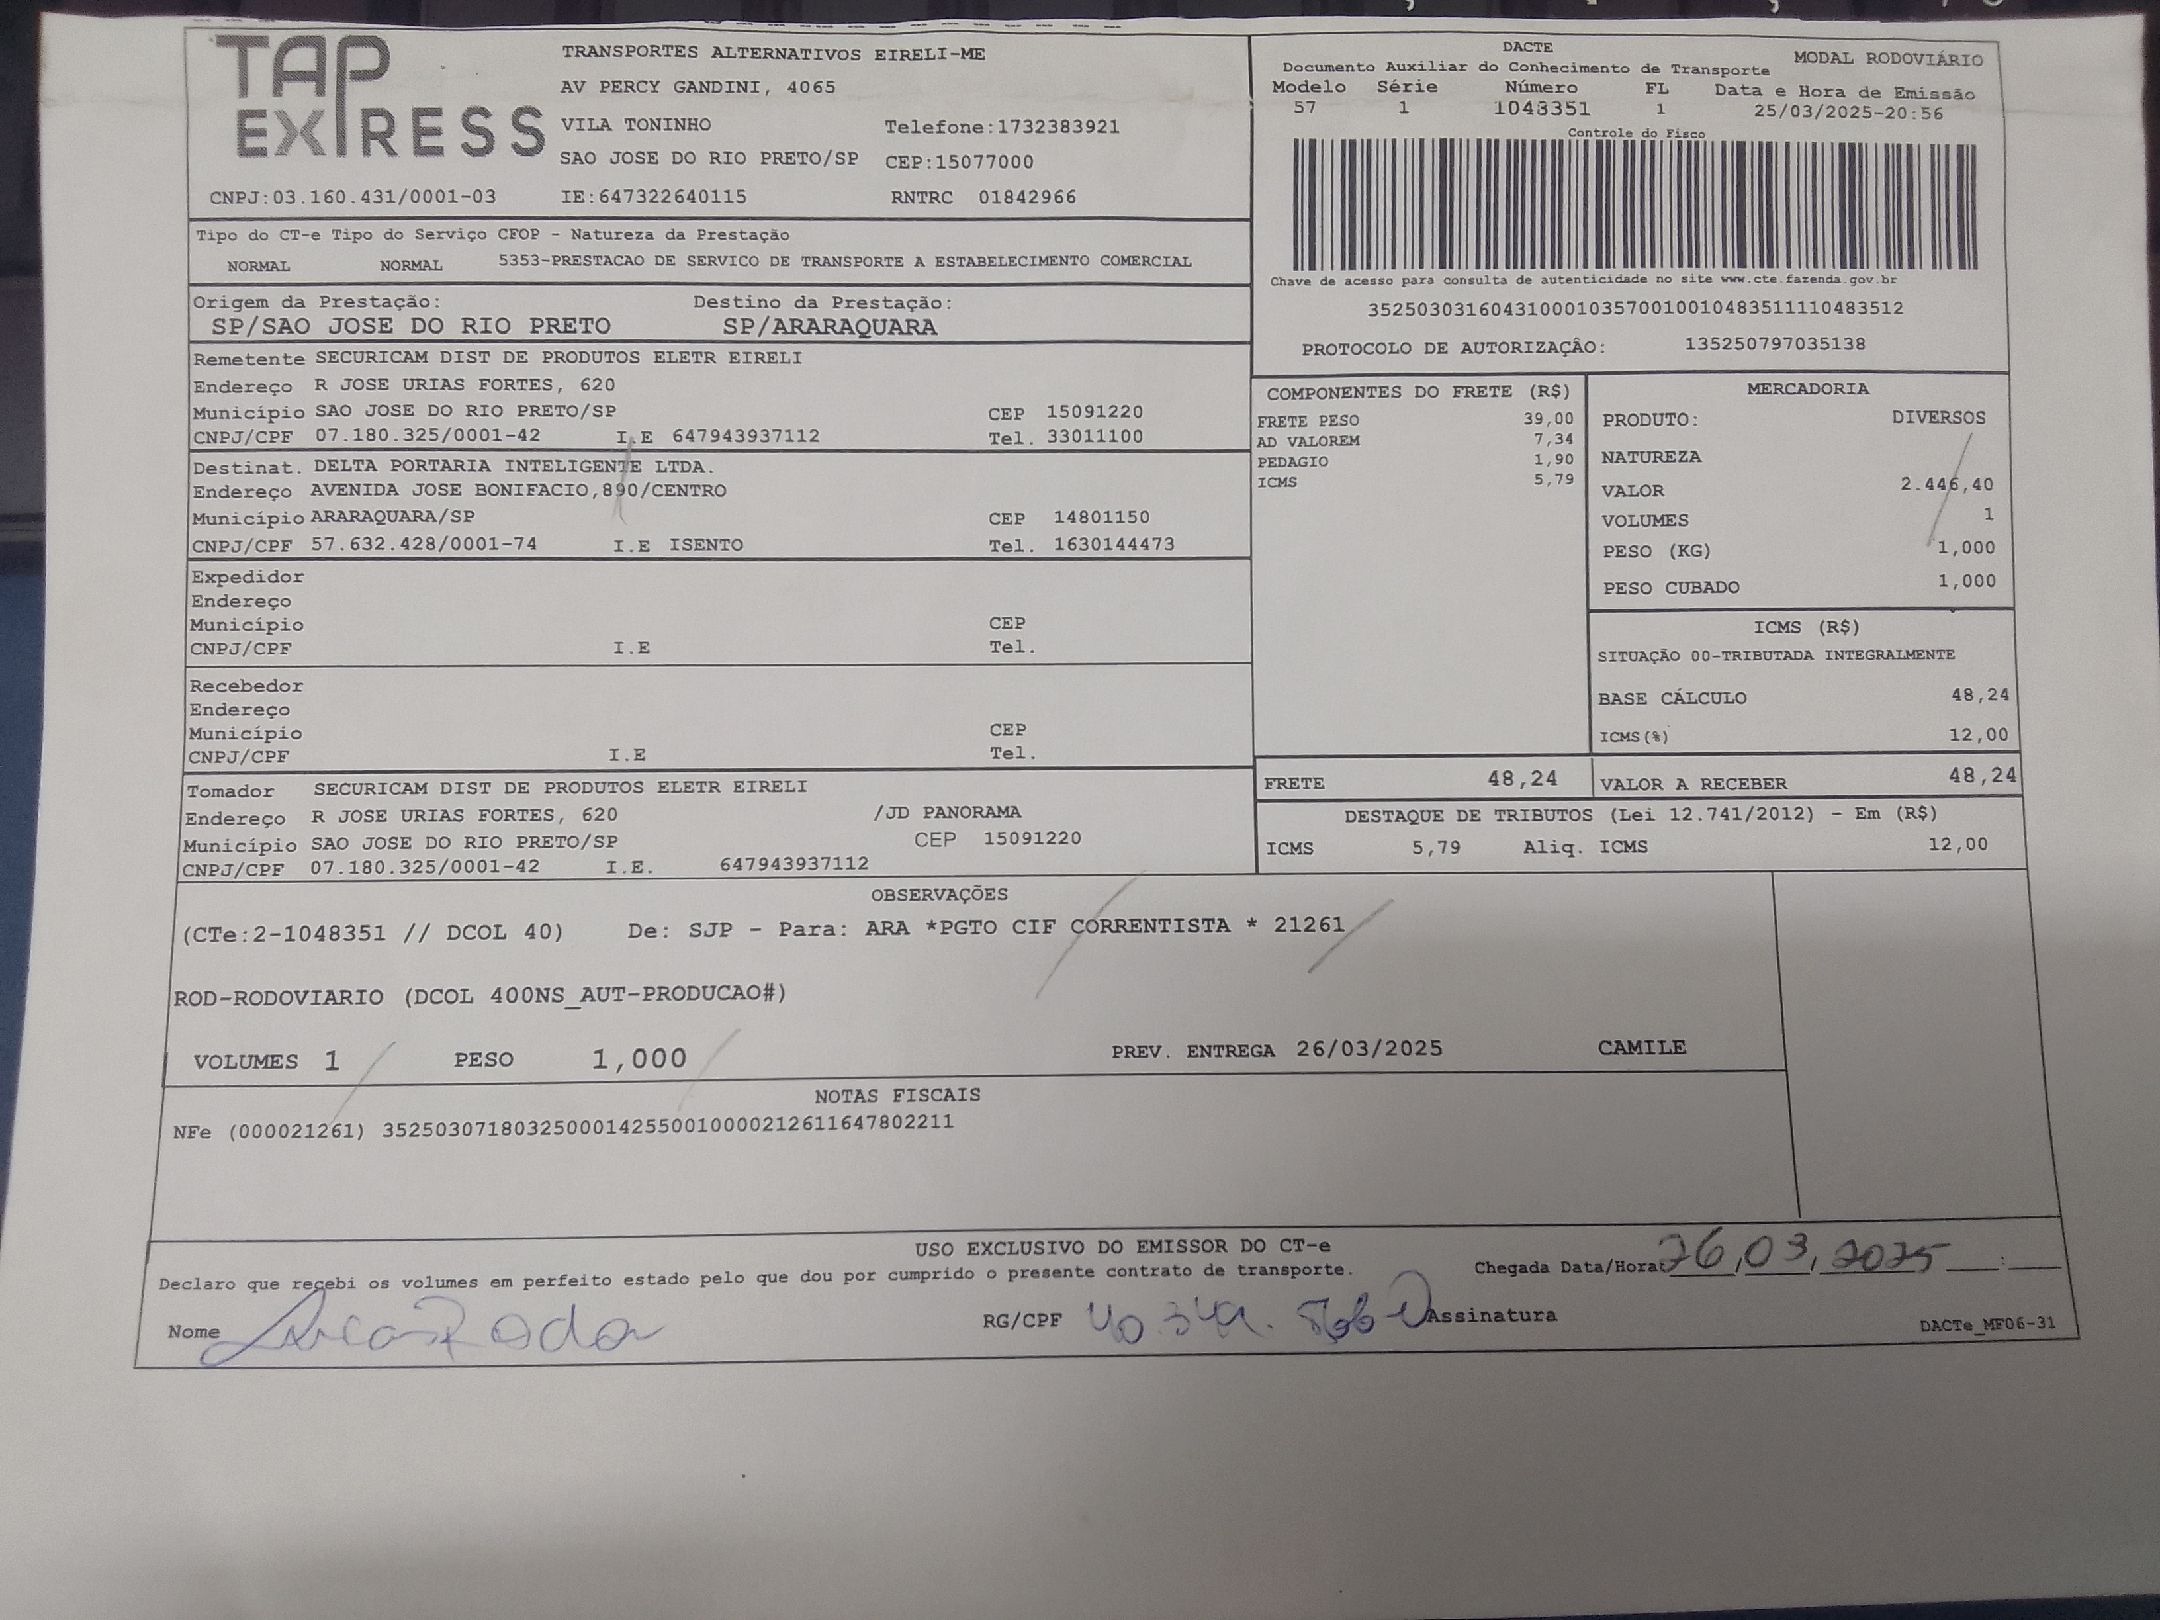 TAP
EXPRESS
TRANSPORTES ALTERNATIVOS EIRELI-ME
AV PERCY GANDINI, 4065
VILA TONINHO Telefone:1732383921
SAO JOSE DO RIO PRETO/SP CEP:15077000
CNPJ:03.160.431/0001-03 IE:647322640115 RNTRC 01842966
DACTE MODAL RODOVIÁRIO
Documento Auxiliar do Conhecimento de Transporte
Modelo Série Número FL Data e Hora de Emissão
57 1 1048351 1 25/03/2025-20:56
Controle do Fisco
Chave de acesso para consulta de autenticidade no site www.cte.fazenda.gov.br
35250303160431000103570010010483511110483512
PROTOCOLO DE AUTORIZAÇÃO: 135250797035138
Tipo do CT-e Tipo do Serviço CFOP - Natureza da Prestação
NORMAL NORMAL 5353-PRESTACAO DE SERVICO DE TRANSPORTE A ESTABELECIMENTO COMERCIAL
Origem da Prestação: Destino da Prestação:
SP/SAO JOSE DO RIO PRETO SP/ARARAQUARA
Remetente SECURICAM DIST DE PRODUTOS ELETR EIRELI
Endereço R JOSE URIAS FORTES, 620
Município SAO JOSE DO RIO PRETO/SP CEP 15091220
CNPJ/CPF 07.180.325/0001-42 I.E 647943937112 Tel. 33011100
Destinat. DELTA PORTARIA INTELIGENTE LTDA.
Endereço AVENIDA JOSE BONIFACIO,890/CENTRO
Município ARARAQUARA/SP CEP 14801150
CNPJ/CPF 57.632.428/0001-74 I.E ISENTO Tel. 1630144473
Expedidor
Endereço
Município CEP
CNPJ/CPF I.E Tel.
Recebedor
Endereço
Município CEP
CNPJ/CPF I.E Tel.
Tomador SECURICAM DIST DE PRODUTOS ELETR EIRELI
Endereço R JOSE URIAS FORTES, 620 /JD PANORAMA
Município SAO JOSE DO RIO PRETO/SP CEP 15091220
CNPJ/CPF 07.180.325/0001-42 I.E. 647943937112
COMPONENTES DO FRETE (R$)
FRETE PESO 39,00
AD VALOREM 7,34
PEDAGIO 1,90
ICMS 5,79
MERCADORIA
PRODUTO: DIVERSOS
NATUREZA
VALOR 2.446,40
VOLUMES 1
PESO (KG) 1,000
PESO CUBADO 1,000
ICMS (R$)
SITUAÇÃO 00-TRIBUTADA INTEGRALMENTE
BASE CÁLCULO 48,24
ICMS(%) 12,00
FRETE 48,24 VALOR A RECEBER 48,24
DESTAQUE DE TRIBUTOS (Lei 12.741/2012) - Em (R$)
ICMS 5,79 Aliq. ICMS 12,00
OBSERVAÇÕES
(CTe:2-1048351 // DCOL 40) De: SJP - Para: ARA *PGTO CIF CORRENTISTA * 21261
ROD-RODOVIARIO (DCOL 400NS_AUT-PRODUCAO#)
VOLUMES 1 PESO 1,000 PREV. ENTREGA 26/03/2025 CAMILE
NOTAS FISCAIS
NFe (000021261) 35250307180325000142550010000212611647802211
USO EXCLUSIVO DO EMISSOR DO CT-e
Declaro que recebi os volumes em perfeito estado pelo que dou por cumprido o presente contrato de transporte. Chegada Data/Hora: 26,03,2025 :
Nome RG/CPF Assinatura
DACTe_MF06-31